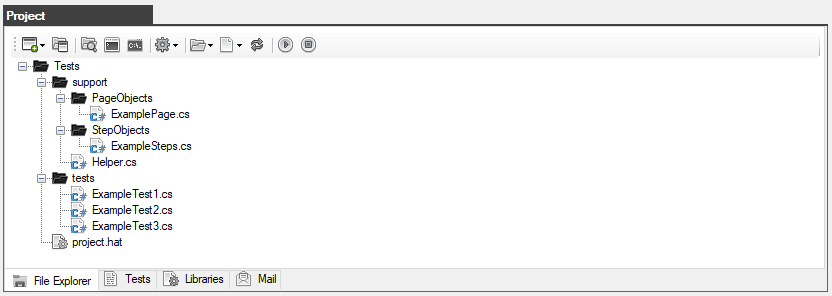 Project
Tests
support
PageObjects
ExamplePage.cs
StepObjects
ExampleSteps.cs
Helper.cs
tests
ExampleTest1.cs
ExampleTest2.cs
ExampleTest3.cs
project.hat
File Explorer Tests Libraries Mail